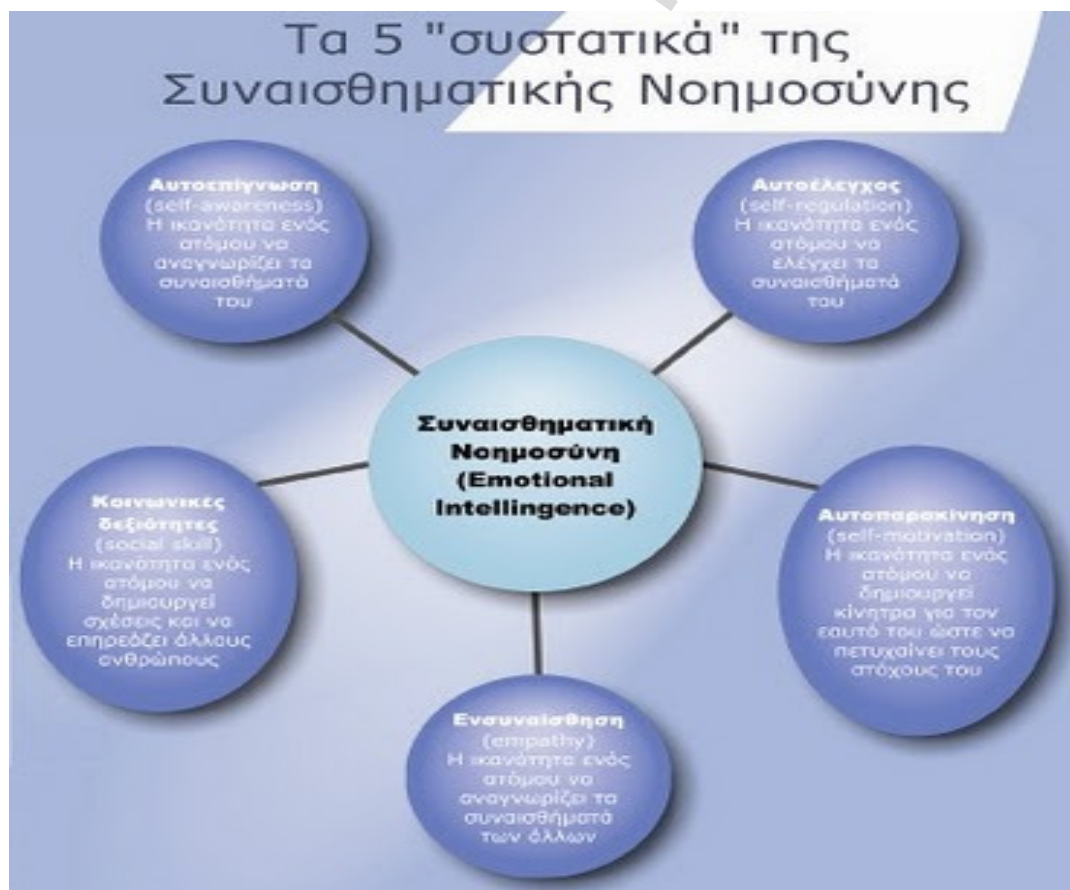 Τα 5 "συστατικά" της
Συναισθηματικής Νοημοσύνης
Αυτοεπίγνωση
(self-awareness)
Η ικανότητα ενός
ατόμου να
αναγνωρίζει τα
συναισθήματά
του
Αυτοέλεγχος
(self-regulation)
Η ικανότητα ενός
ατόμου να
ελέγχει τα
συναισθήματά
του
Συναισθηματική
Νοημοσύνη
(Emotional
Intellingence)
Κοινωνικές
δεξιότητες
(social skill)
Η ικανότητα ενός
ατόμου να
δημιουργεί
σχέσεις και να
επηρεάζει άλλους
ανθρώπους
Αυτοπαρακίνηση
(self-motivation)
Η ικανότητα ενός
ατόμου να
δημιουργεί
κίνητρα για τον
εαυτό του ώστε να
πετυχαίνει τους
στόχους του
Ενσυναίσθηση
(empathy)
Η ικανότητα ενός
ατόμου να
αναγνωρίζει τα
συναισθήματά
των άλλων